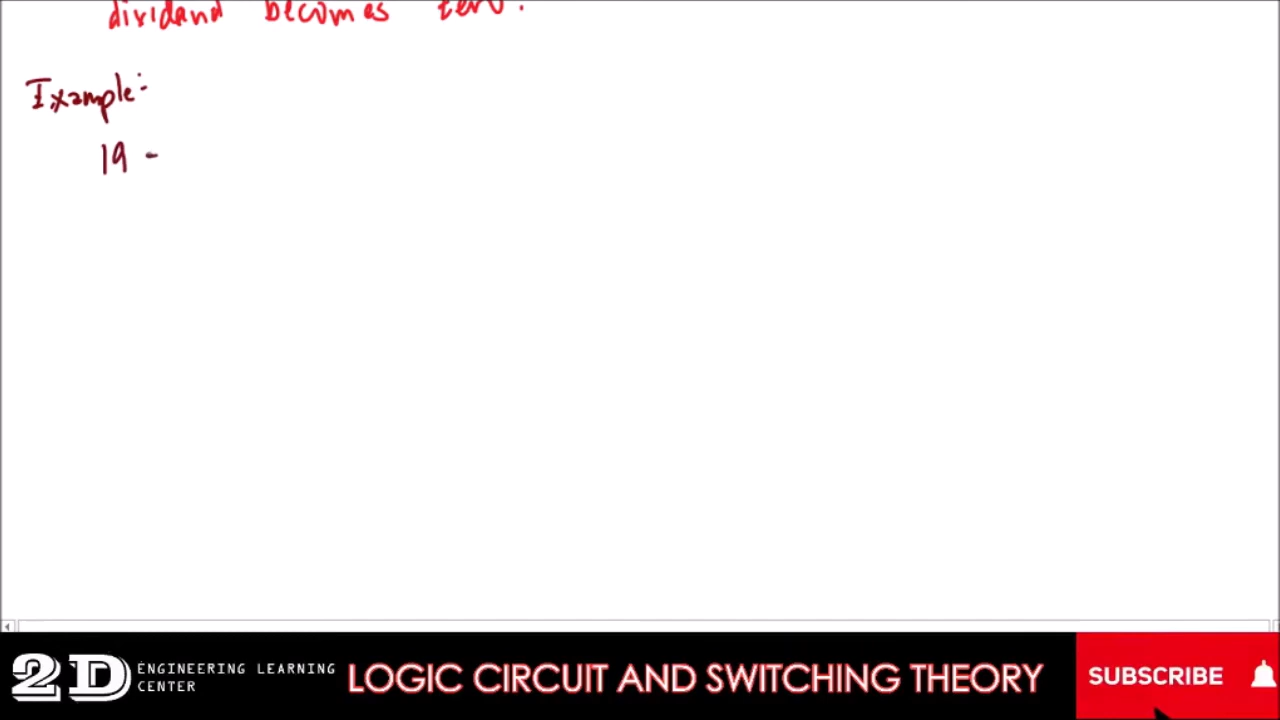 dividend becomes zero.
Example:
19 -
2D ENGINEERING LEARNING
CENTER
LOGIC CIRCUIT AND SWITCHING THEORY
SUBSCRIBE